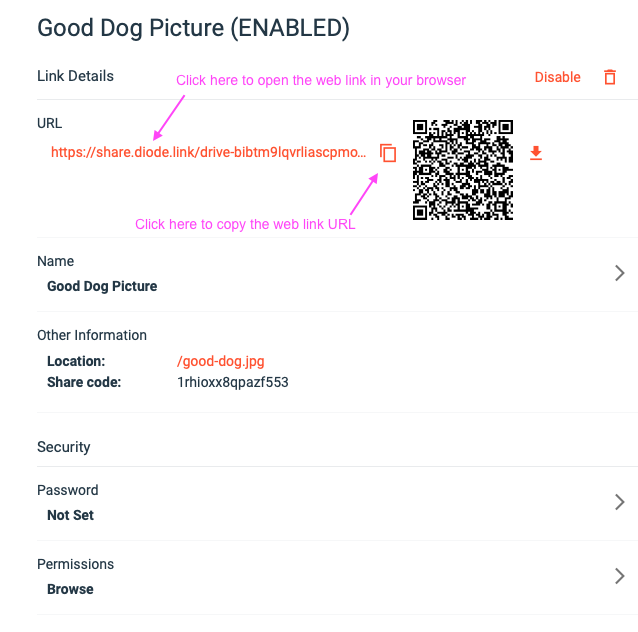 Good Dog Picture (ENABLED)
Link Details
Click here to open the web link in your browser
Disable
URL
https://share.diode.link/drive-bibtm9lqvrliascpmo...
Click here to copy the web link URL
Name
Good Dog Picture
Other Information
Location: /good-dog.jpg
Share code: 1rhioxx8qpazf553
Security
Password
Not Set
Permissions
Browse